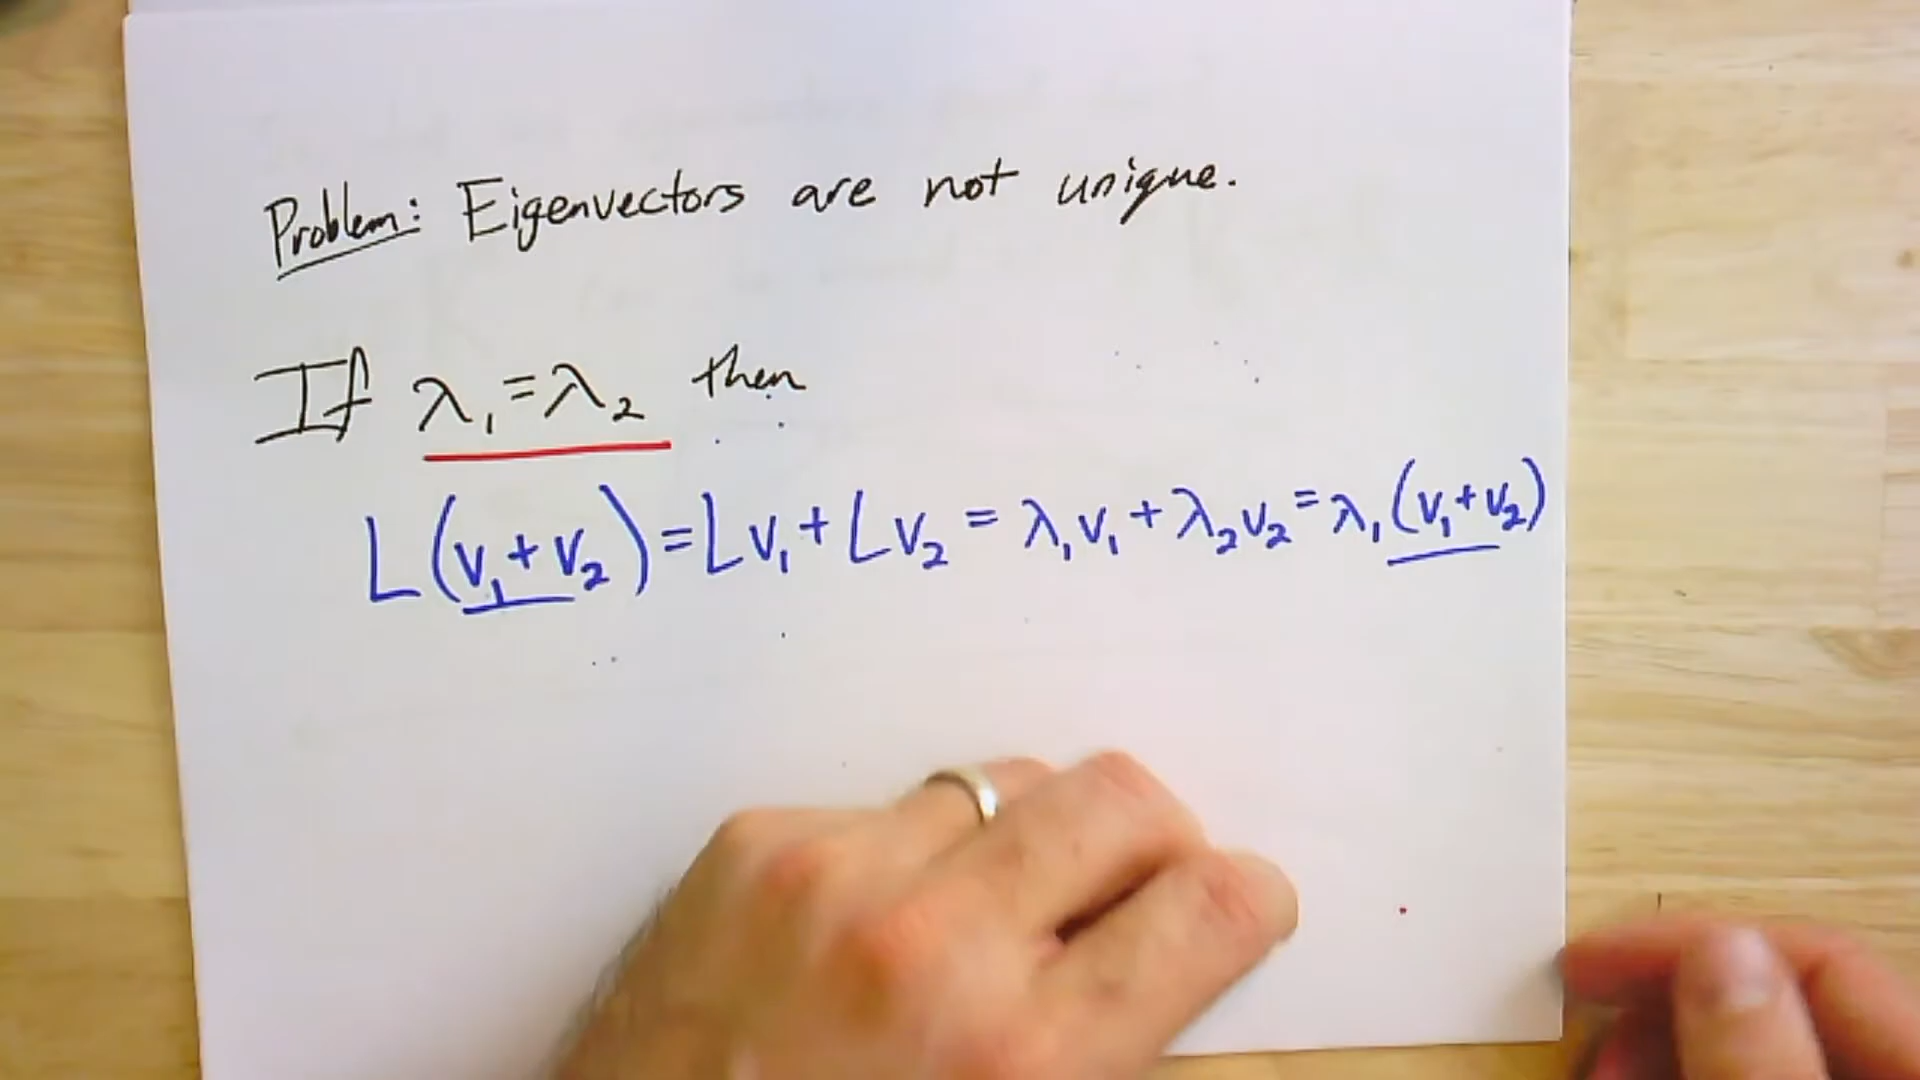 Problem: Eigenvectors are not unique.
If λ₁=λ₂ then
L(v₁+v₂)=Lv₁+Lv₂=λ₁v₁+λ₂v₂=λ₁(v₁+v₂)